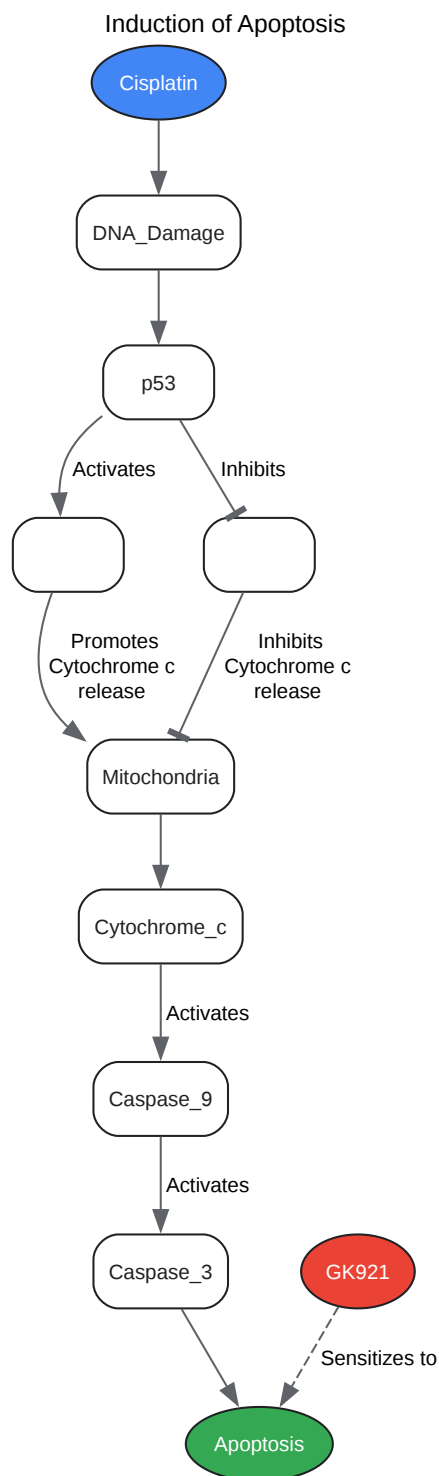 Induction of Apoptosis
Cisplatin
DNA_Damage
p53
Activates
Inhibits
Promotes
Cytochrome c
release
Inhibits
Cytochrome c
release
Mitochondria
Cytochrome_c
Activates
Caspase_9
Activates
Caspase_3
GK921
Sensitizes to
Apoptosis